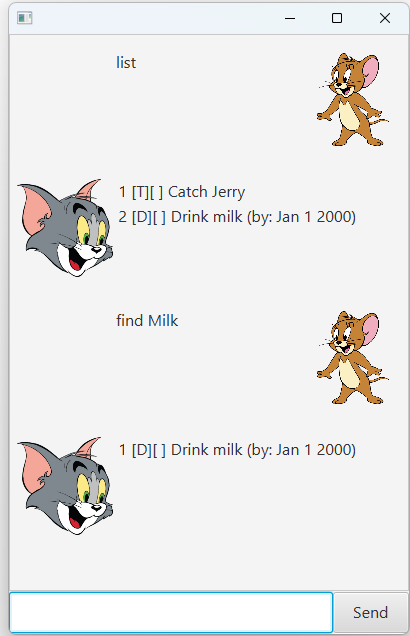 list
1 [T][ ] Catch Jerry
2 [D][ ] Drink milk (by: Jan 1 2000)
find Milk
1 [D][ ] Drink milk (by: Jan 1 2000)
Send